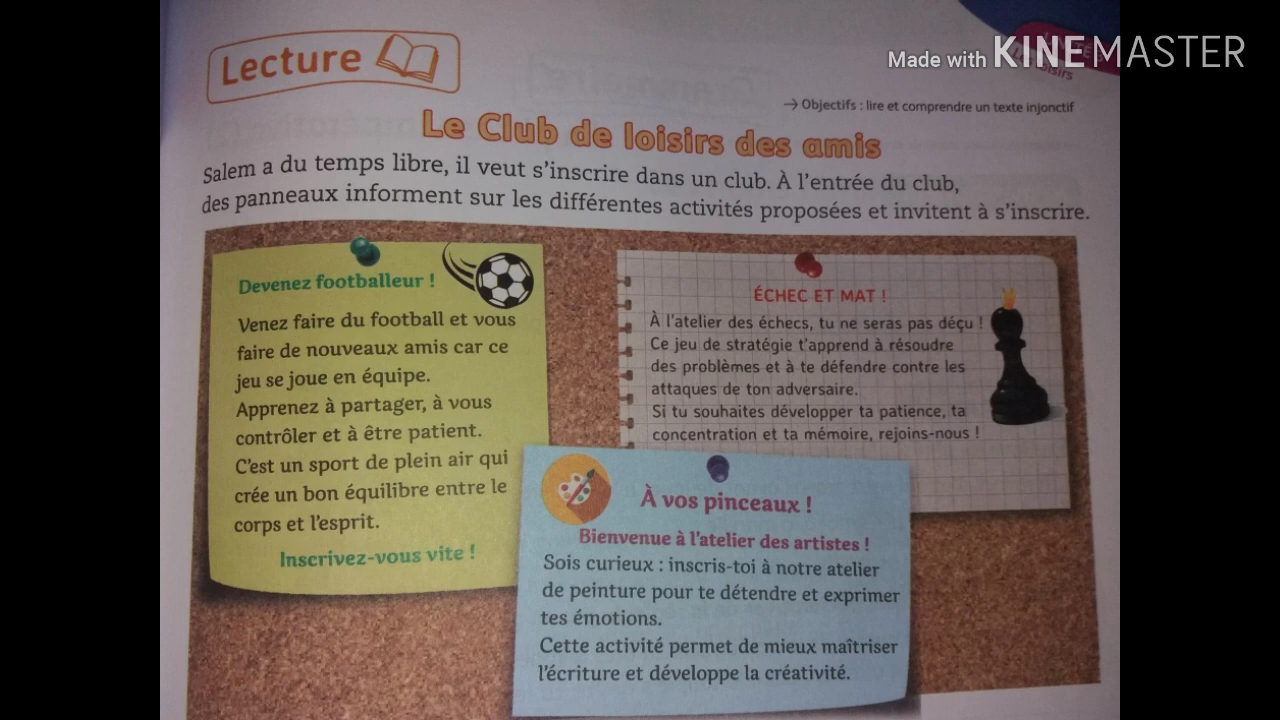 Lecture
Made with KINEMASTER
→ Objectifs : lire et comprendre un texte injonctif
Le Club de loisirs des amis
Salem a du temps libre, il veut s'inscrire dans un club. À l'entrée du club,
des panneaux informent sur les différentes activités proposées et invitent à s'inscrire.
Devenez footballeur !
Venez faire du football et vous
faire de nouveaux amis car ce
jeu se joue en équipe.
Apprenez à partager, à vous
contrôler et à être patient.
C'est un sport de plein air qui
crée un bon équilibre entre le
corps et l'esprit.
Inscrivez-vous vite !
ÉCHEC ET MAT !
À l'atelier des échecs, tu ne seras pas déçu !
Ce jeu de stratégie t'apprend à résoudre
des problèmes et à te défendre contre les
attaques de ton adversaire.
Si tu souhaites développer ta patience, ta
concentration et ta mémoire, rejoins-nous !
À vos pinceaux !
Bienvenue à l'atelier des artistes !
Sois curieux : inscris-toi à notre atelier
de peinture pour te détendre et exprimer
tes émotions.
Cette activité permet de mieux maîtriser
l'écriture et développe la créativité.